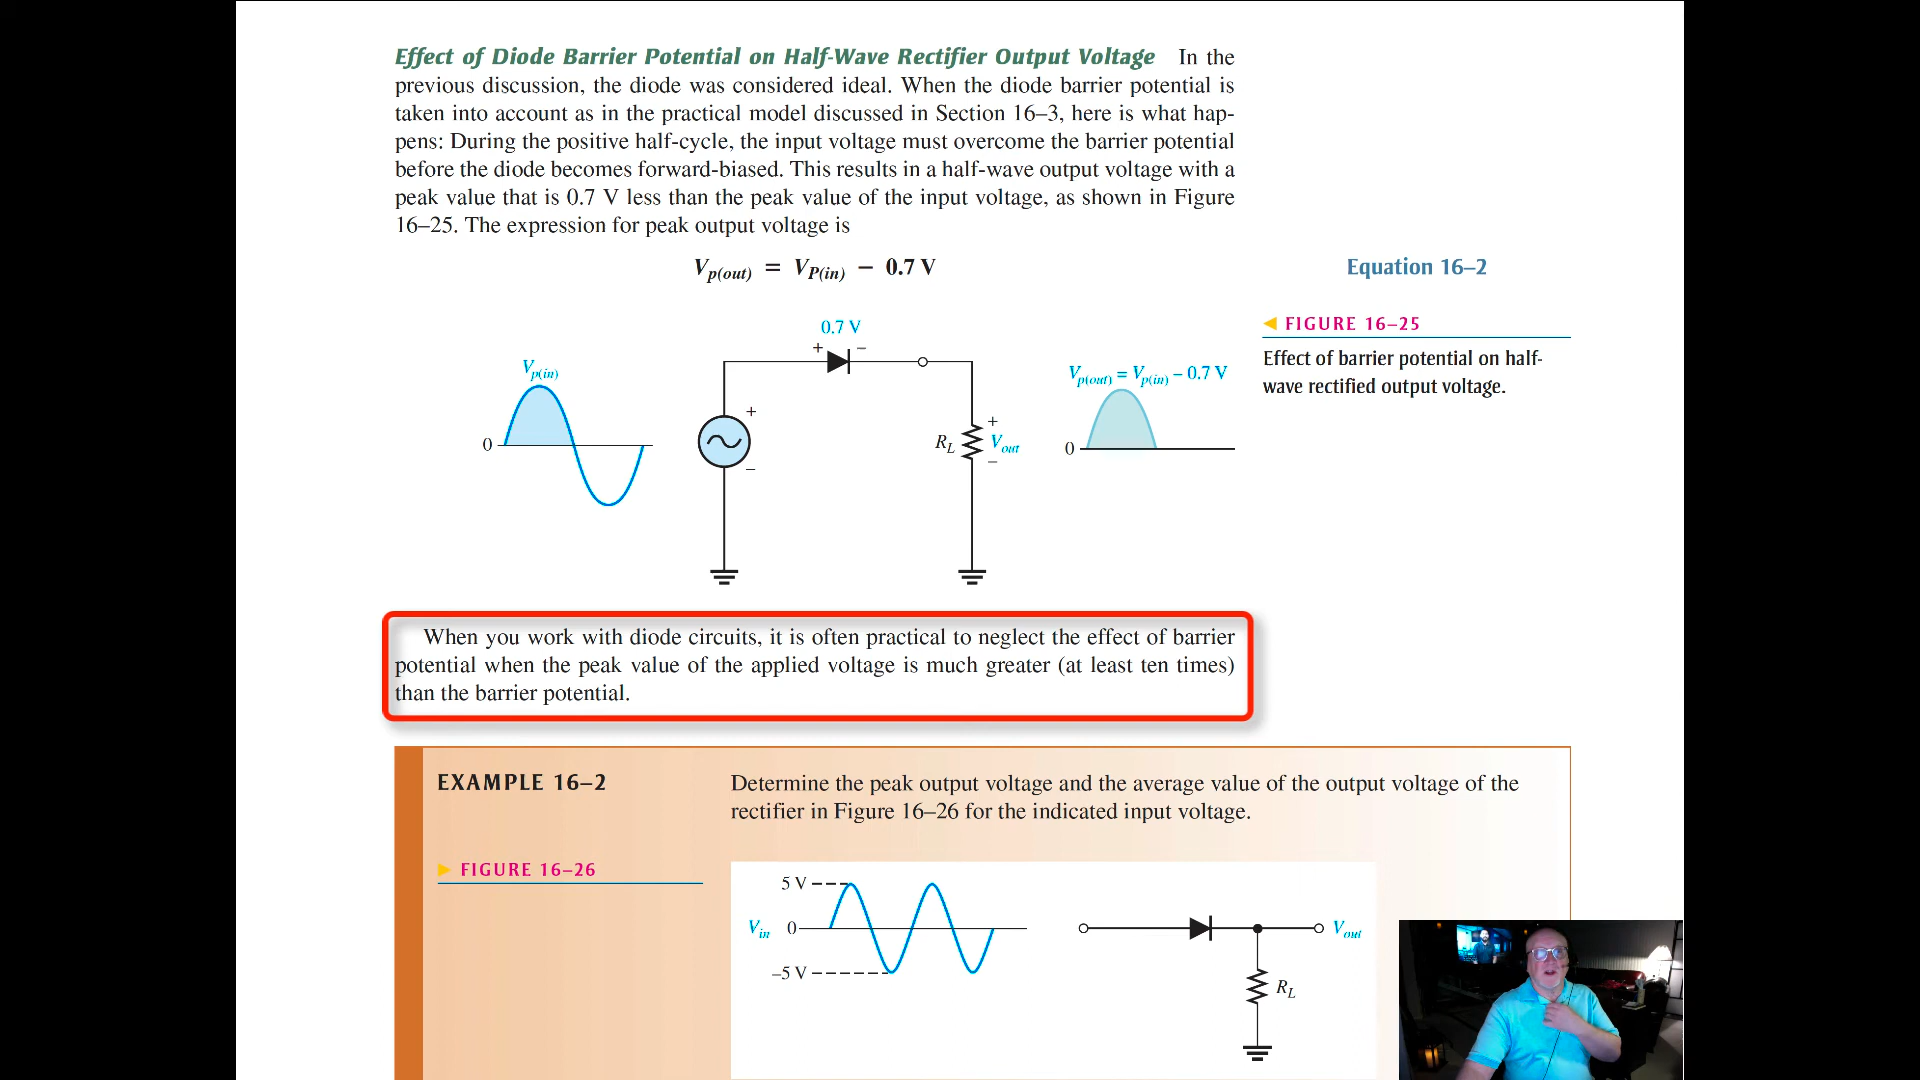 Effect of Diode Barrier Potential on Half-Wave Rectifier Output Voltage In the
previous discussion, the diode was considered ideal. When the diode barrier potential is
taken into account as in the practical model discussed in Section 16–3, here is what hap-
pens: During the positive half-cycle, the input voltage must overcome the barrier potential
before the diode becomes forward-biased. This results in a half-wave output voltage with a
peak value that is 0.7 V less than the peak value of the input voltage, as shown in Figure
16–25. The expression for peak output voltage is
Vp(out) = VP(in) − 0.7 V
Equation 16–2
◀ FIGURE 16–25
Effect of barrier potential on half-
wave rectified output voltage.
0.7 V
+ −
Vp(in)
0
+
−
RL
+
Vout
−
Vp(out) = Vp(in) – 0.7 V
0
When you work with diode circuits, it is often practical to neglect the effect of barrier
potential when the peak value of the applied voltage is much greater (at least ten times)
than the barrier potential.
EXAMPLE 16–2
Determine the peak output voltage and the average value of the output voltage of the
rectifier in Figure 16–26 for the indicated input voltage.
▶ FIGURE 16–26
5 V
Vin 0
–5 V
Vout
RL